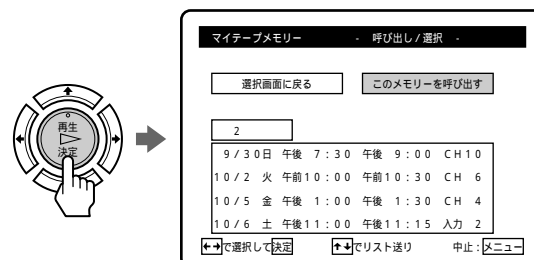 マイテープメモリー - 呼び出し/選択 -
選択画面に戻る このメモリーを呼び出す
再生
決定
2
9/30日 午後 7:30 午後 9:00 CH10
10/2 火 午前10:00 午前10:30 CH 6
10/5 金 午後 1:00 午後 1:30 CH 4
10/6 土 午後11:00 午後11:15 入力 2
←→で選択して決定 ↑↓でリスト送り 中止:メニュー